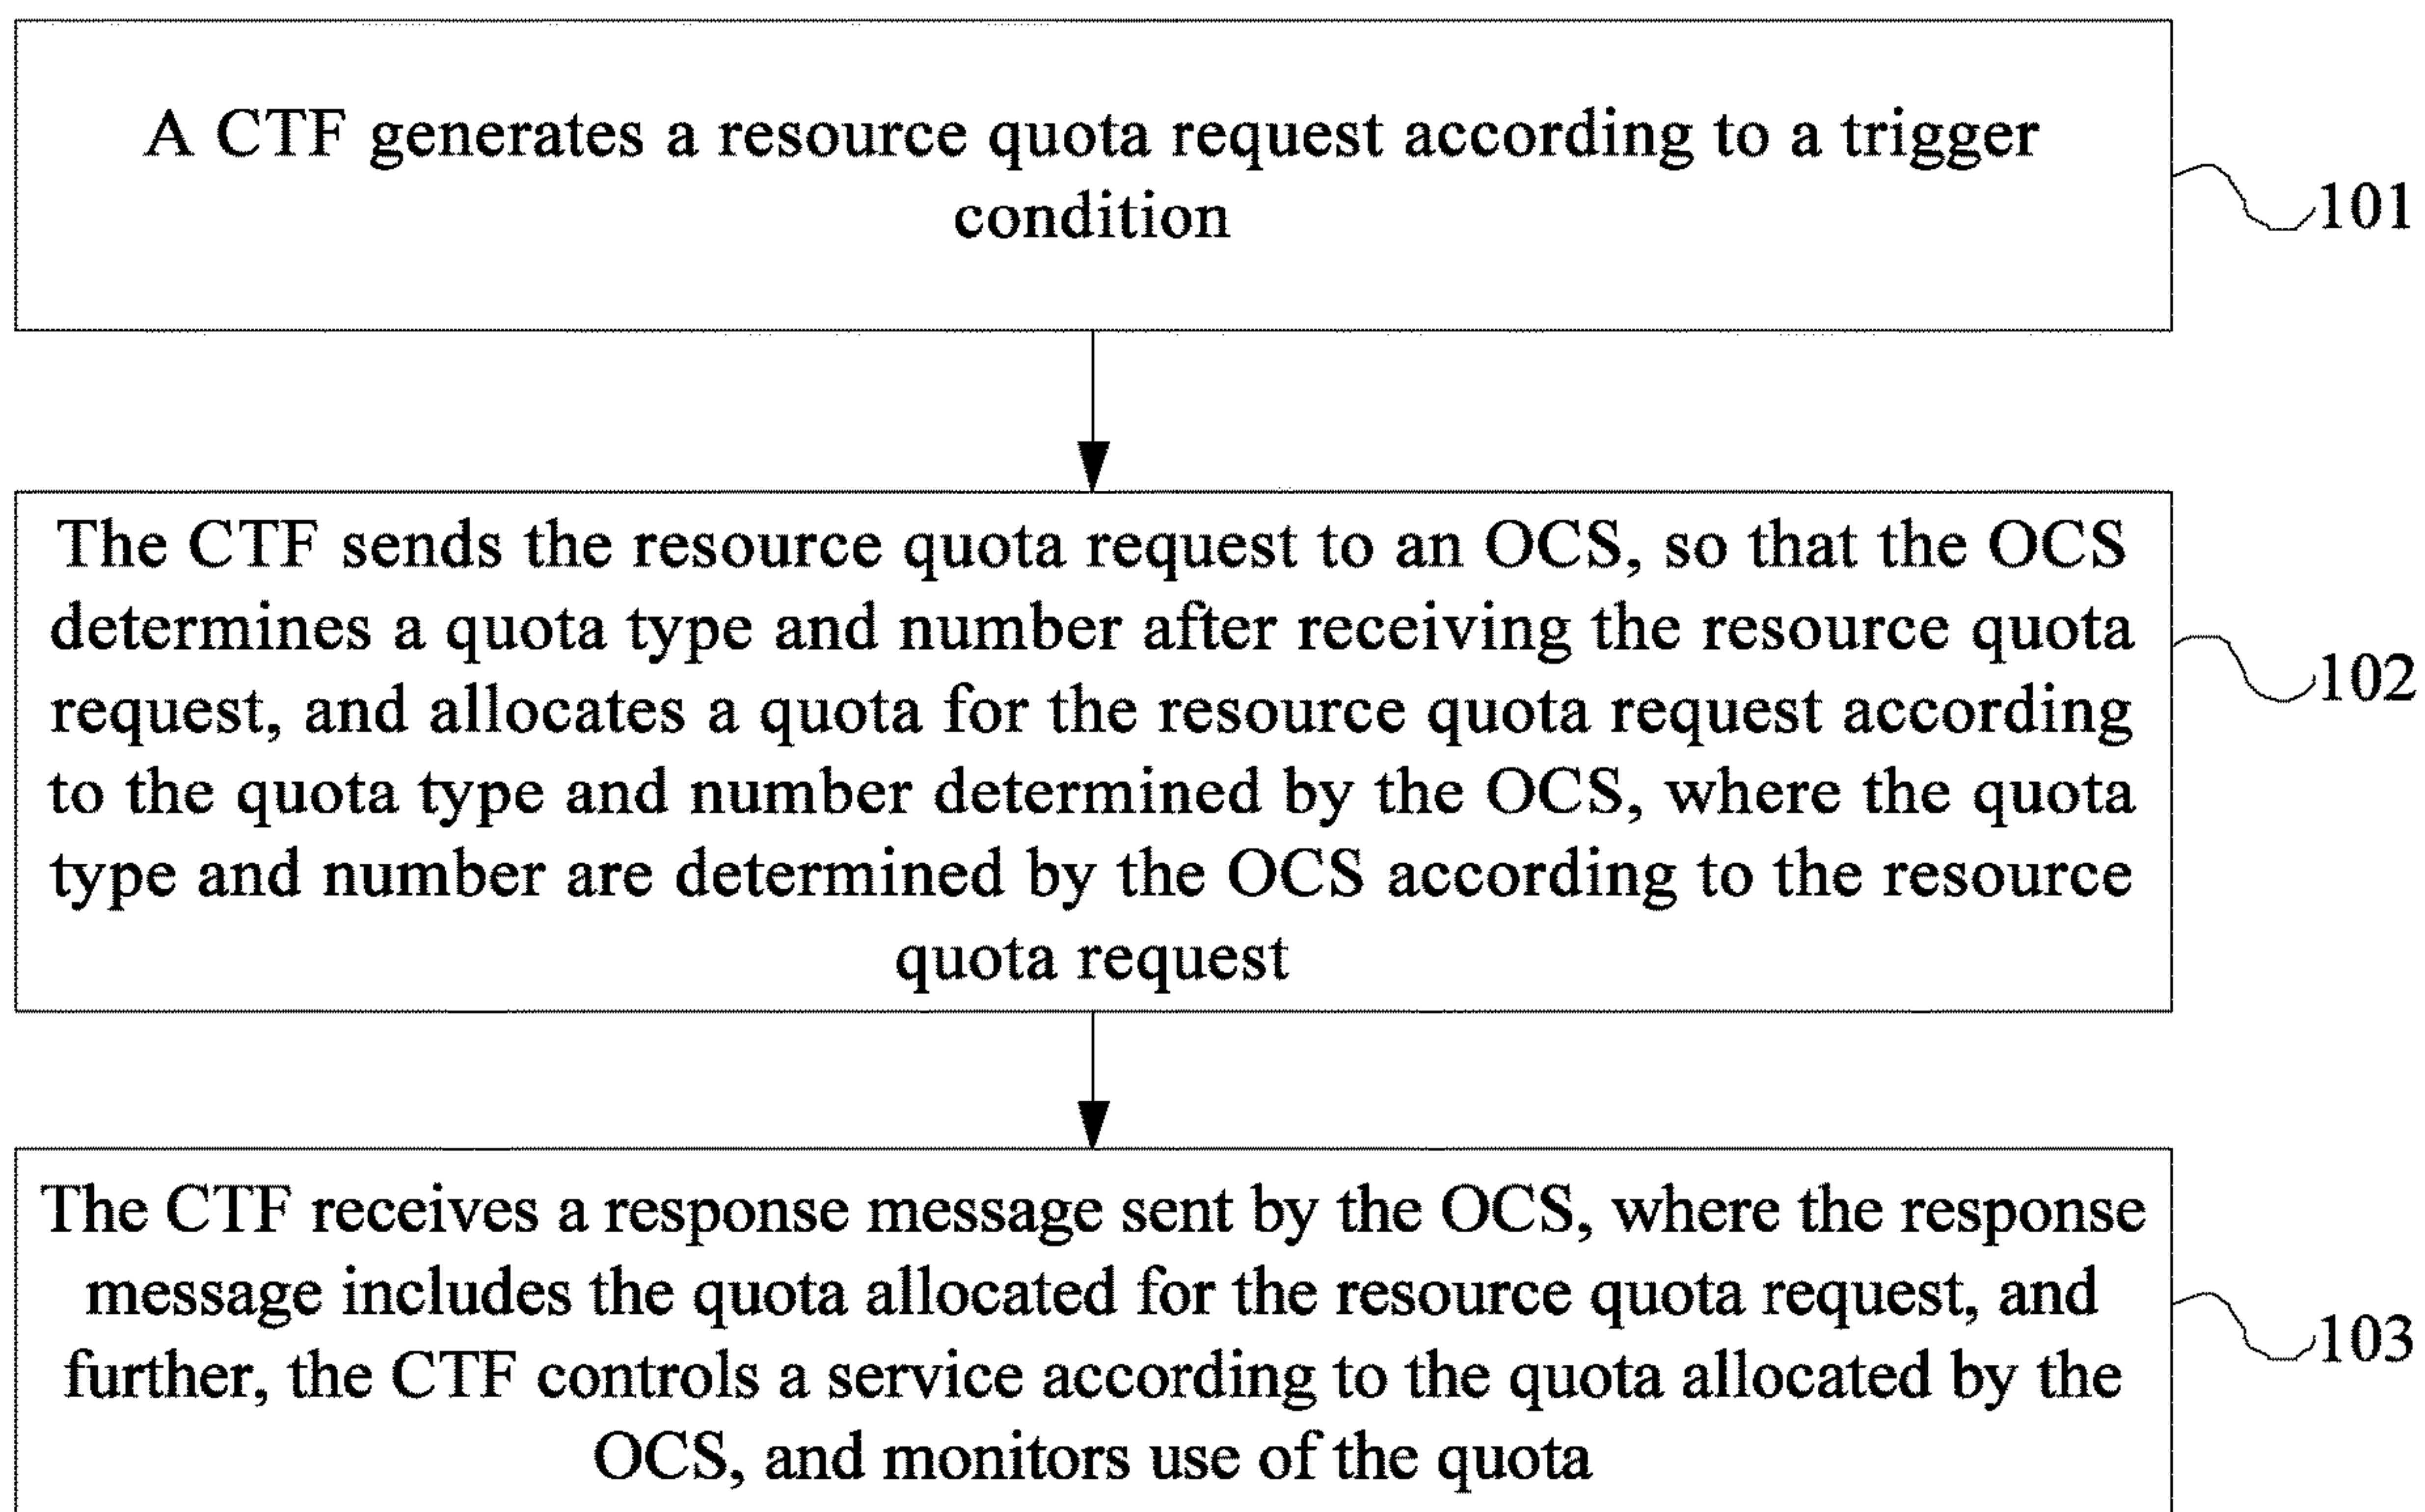 A CTF generates a resource quota request according to a trigger
condition
101
The CTF sends the resource quota request to an OCS, so that the OCS
determines a quota type and number after receiving the resource quota
request, and allocates a quota for the resource quota request according
to the quota type and number determined by the OCS, where the quota
type and number are determined by the OCS according to the resource
quota request
102
The CTF receives a response message sent by the OCS, where the response
message includes the quota allocated for the resource quota request, and
further, the CTF controls a service according to the quota allocated by the
OCS, and monitors use of the quota
103